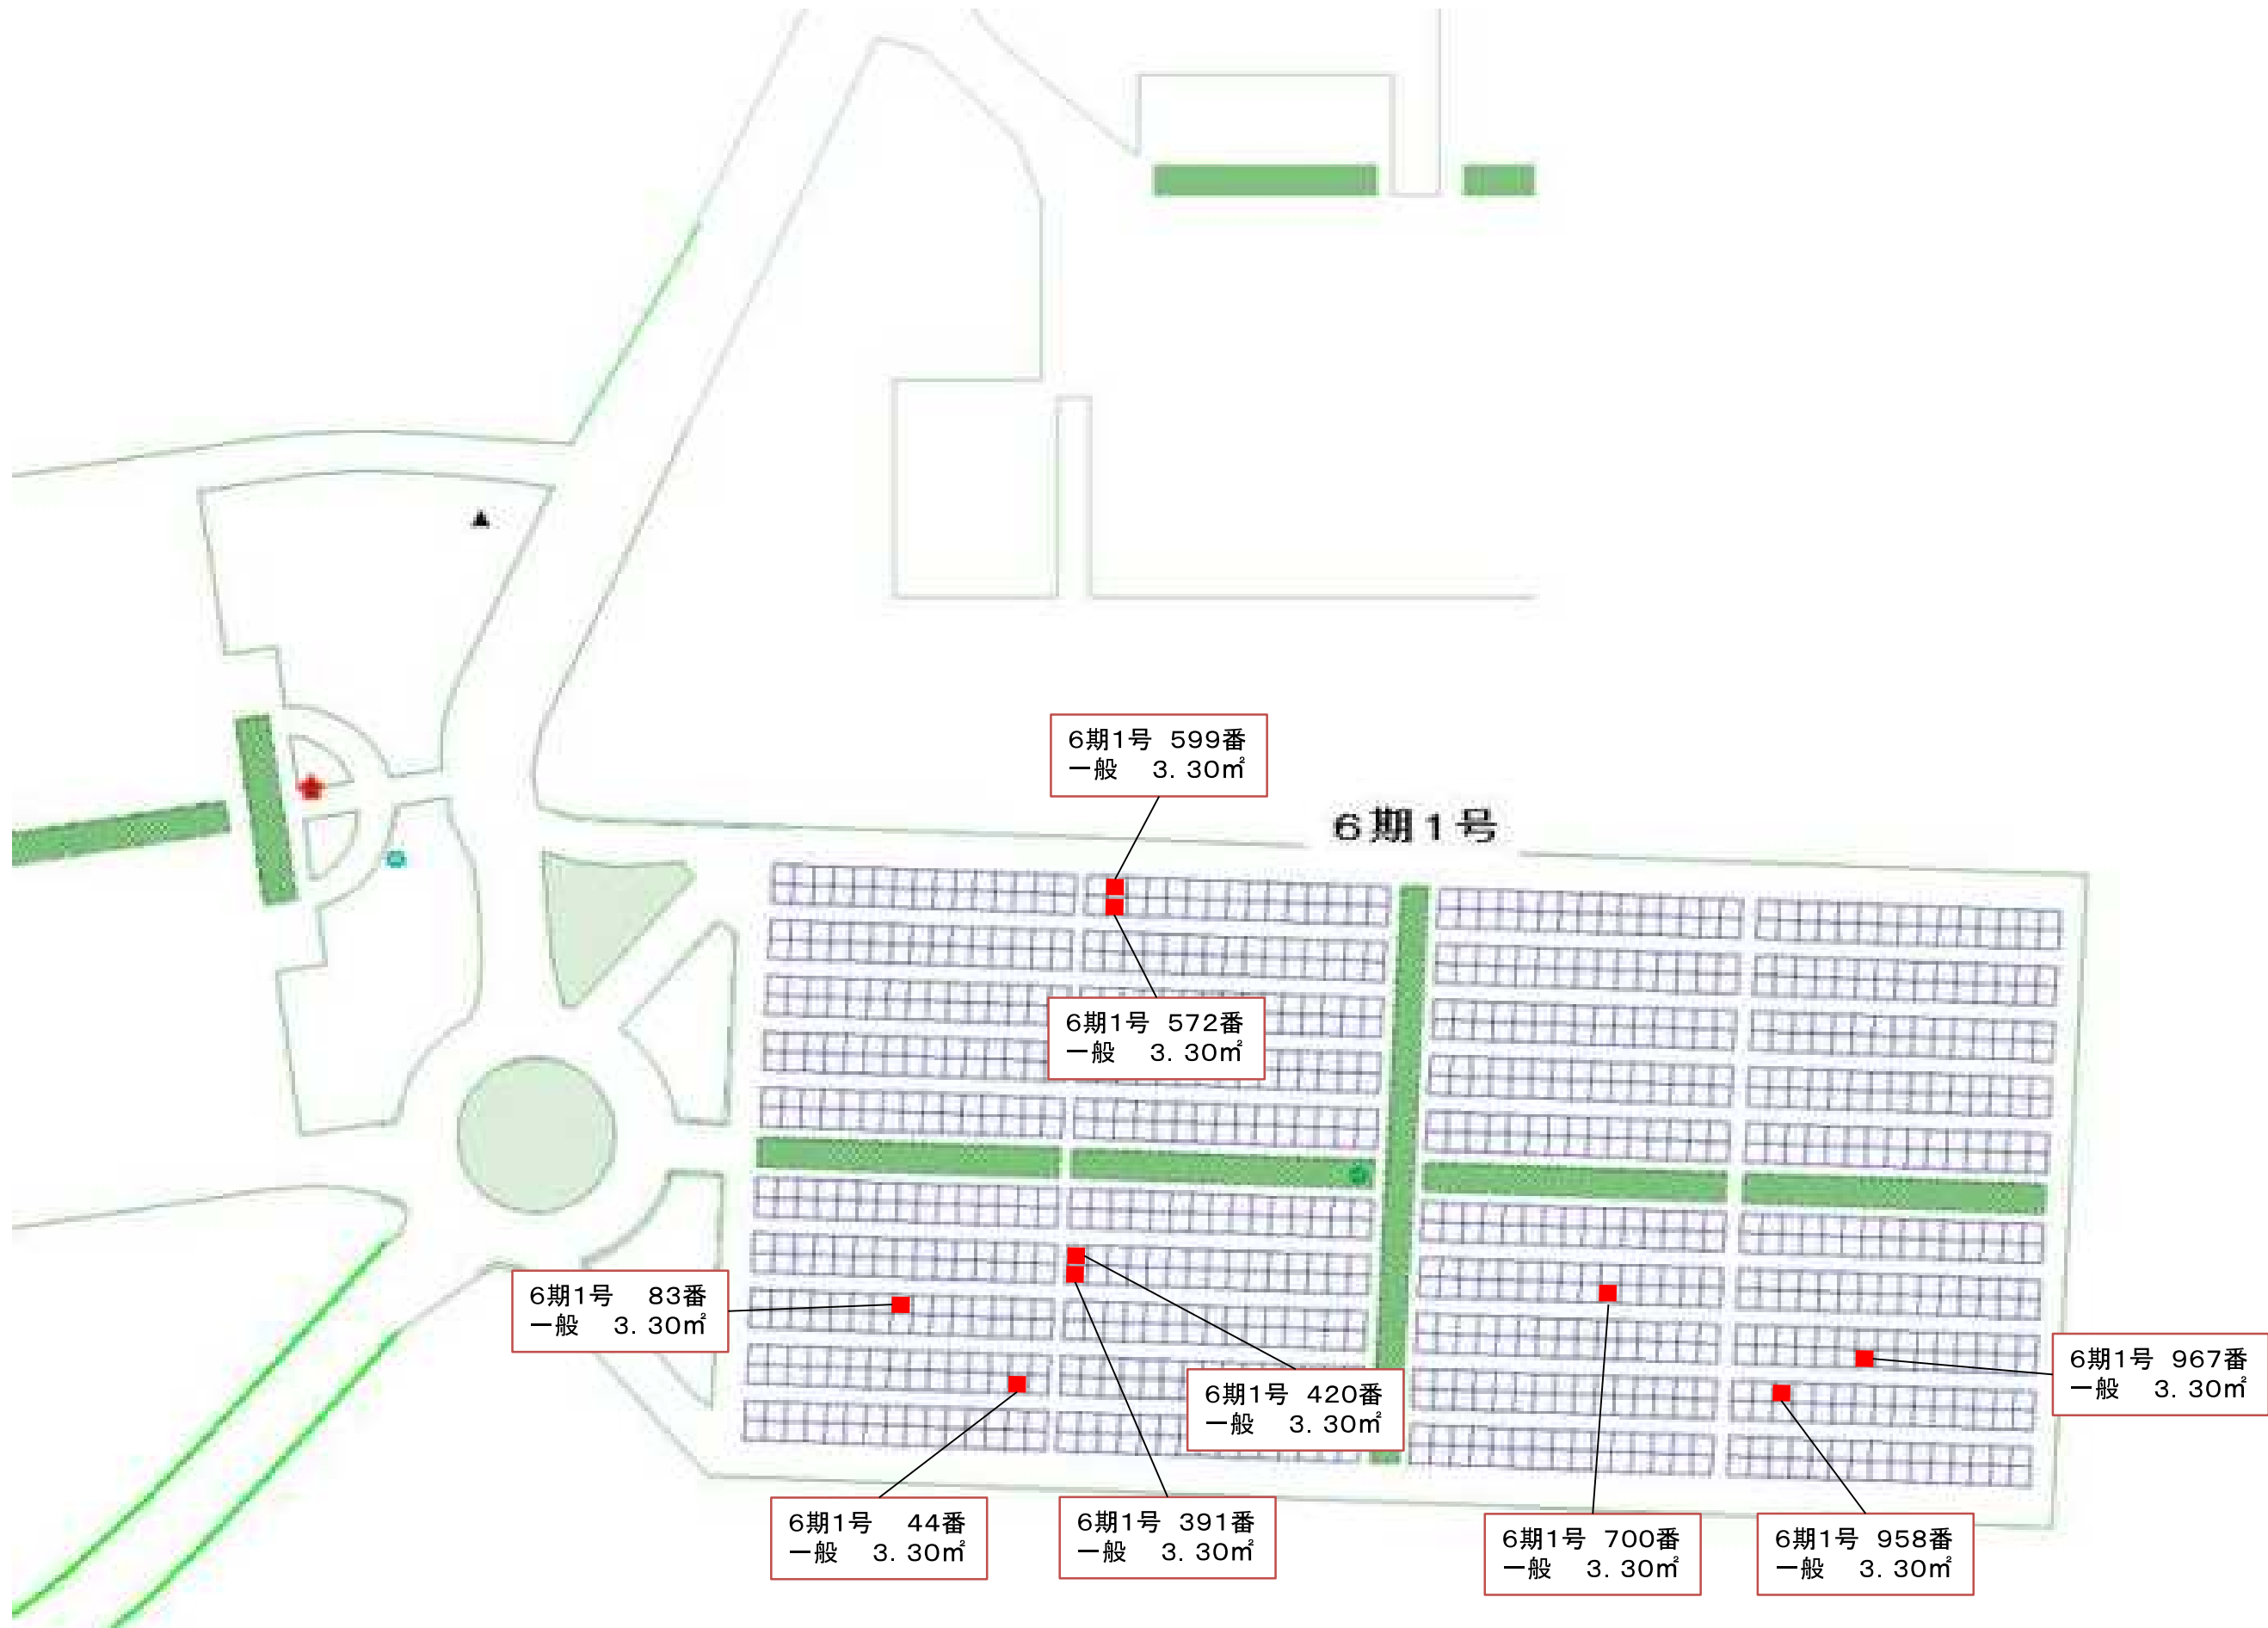 6期1号 599番
一般 3. 30㎡
6期1号
6期1号 572番
一般 3. 30㎡
6期1号 83番
一般 3. 30㎡
6期1号 420番
一般 3. 30㎡
6期1号 967番
一般 3. 30㎡
6期1号 44番
一般 3. 30㎡
6期1号 391番
一般 3. 30㎡
6期1号 700番
一般 3. 30㎡
6期1号 958番
一般 3. 30㎡